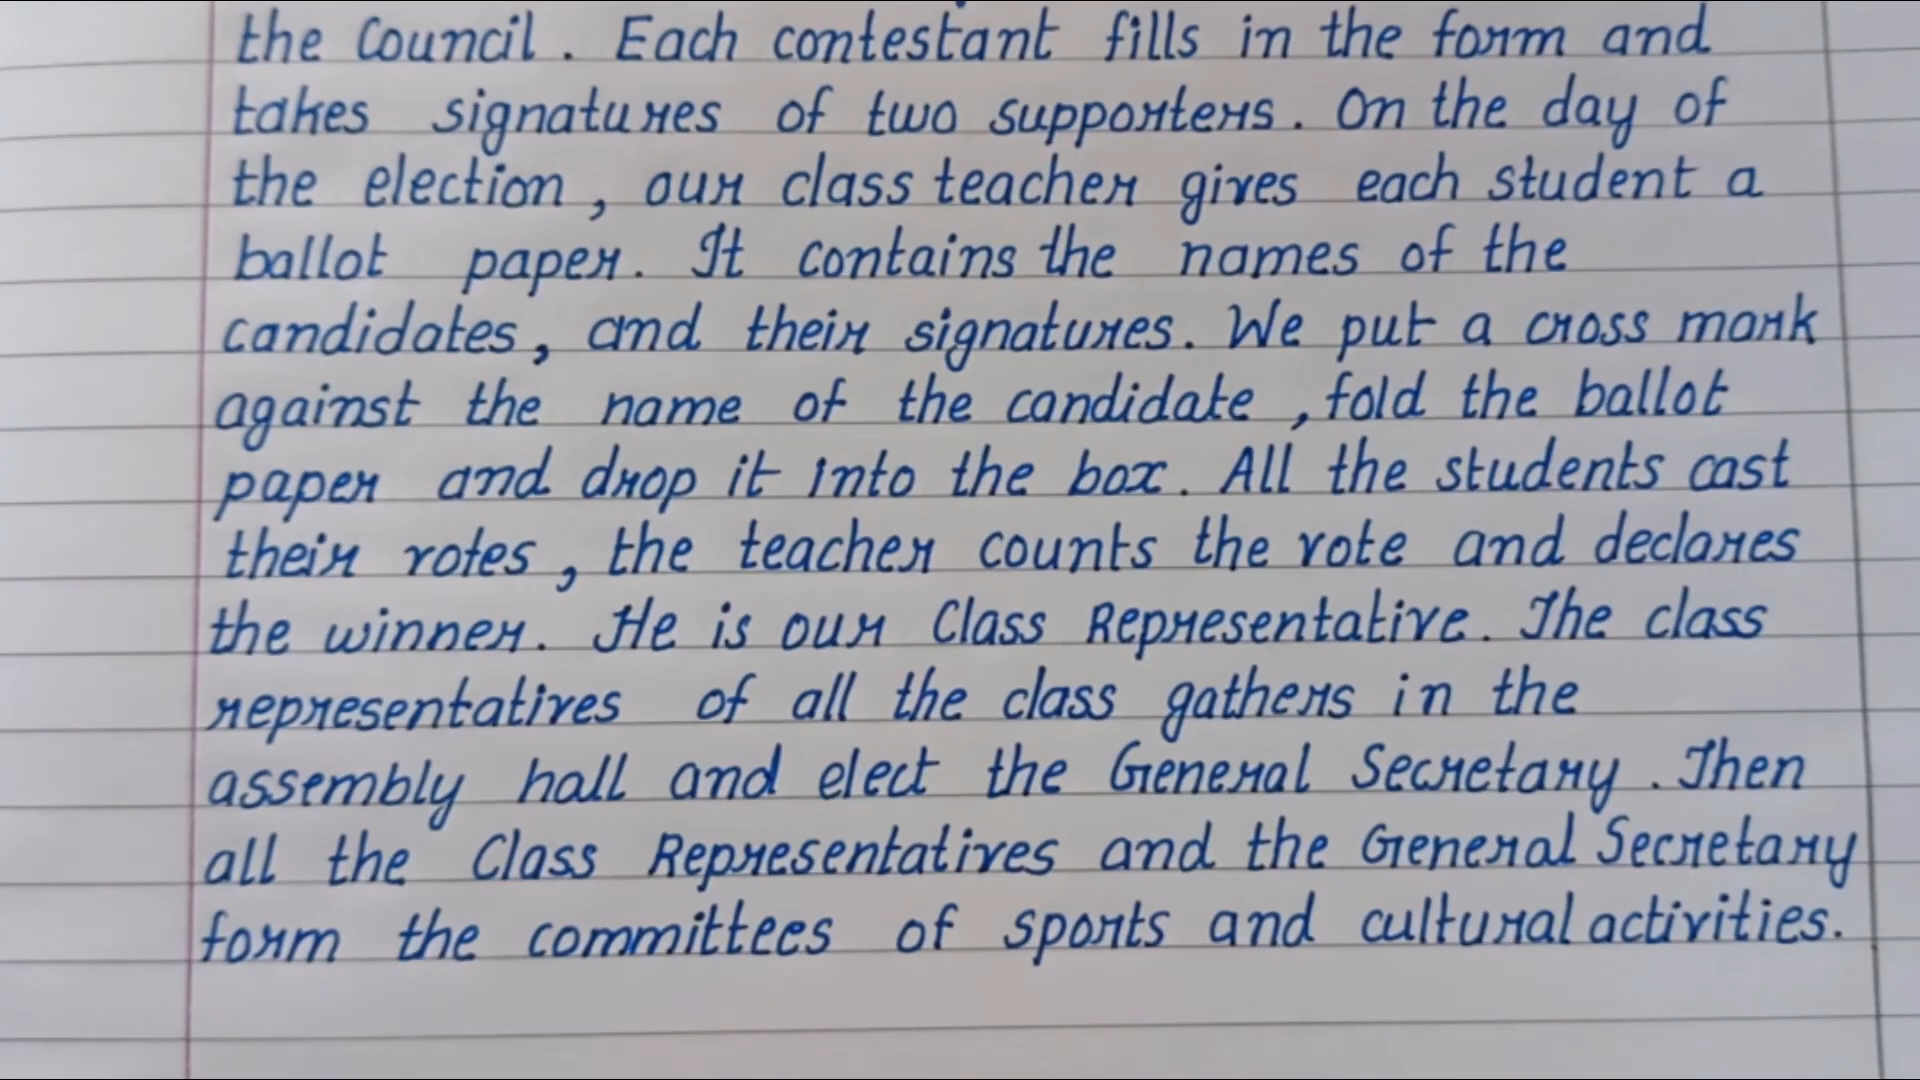 the Council. Each contestant fills in the form and
takes signatures of two supporters. On the day of
the election, our class teacher gives each student a
ballot paper. It contains the names of the
candidates, and their signatures. We put a cross mark
against the name of the candidate, fold the ballot
paper and drop it into the box. All the students cast
their votes, the teacher counts the vote and declares
the winner. He is our Class Representative. The class
representatives of all the class gathers in the
assembly hall and elect the General Secretary. Then
all the Class Representatives and the General Secretary
form the committees of sports and cultural activities.